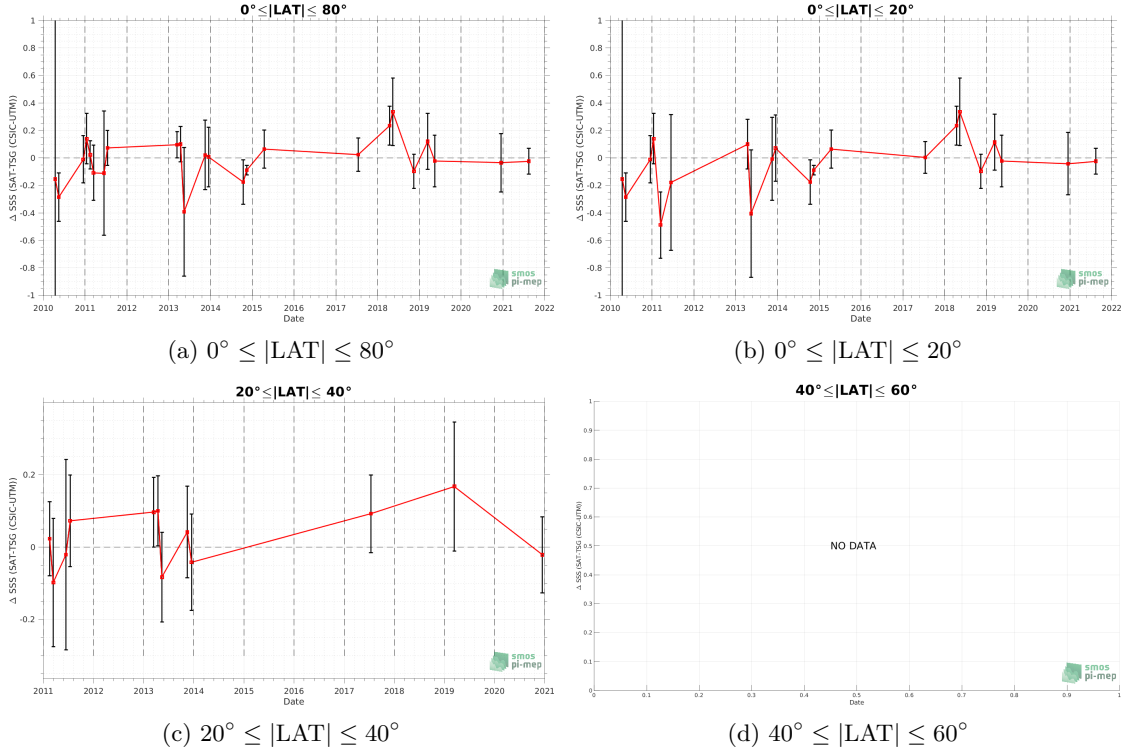 0°≤|LAT|≤ 80°
Δ SSS (SAT-TSG (CSIC-UTM))
1
0.8
0.6
0.4
0.2
0
-0.2
-0.4
-0.6
-0.8
-1
2010 2011 2012 2013 2014 2015 2016 2017 2018 2019 2020 2021 2022
Date
smos
pi-mep
(a) 0° ≤ |LAT| ≤ 80°
0°≤|LAT|≤ 20°
Δ SSS (SAT-TSG (CSIC-UTM))
1
0.8
0.6
0.4
0.2
0
-0.2
-0.4
-0.6
-0.8
-1
2010 2011 2012 2013 2014 2015 2016 2017 2018 2019 2020 2021 2022
Date
smos
pi-mep
(b) 0° ≤ |LAT| ≤ 20°
20°≤|LAT|≤ 40°
Δ SSS (SAT-TSG (CSIC-UTM))
0.2
0
-0.2
2011 2012 2013 2014 2015 2016 2017 2018 2019 2020 2021
Date
smos
pi-mep
(c) 20° ≤ |LAT| ≤ 40°
40°≤|LAT|≤ 60°
Δ SSS (SAT-TSG (CSIC-UTM))
1
0.9
0.8
0.7
0.6
0.5
0.4
0.3
0.2
0.1
0
NO DATA
0 0.1 0.2 0.3 0.4 0.5 0.6 0.7 0.8 0.9 1
Date
smos
pi-mep
(d) 40° ≤ |LAT| ≤ 60°